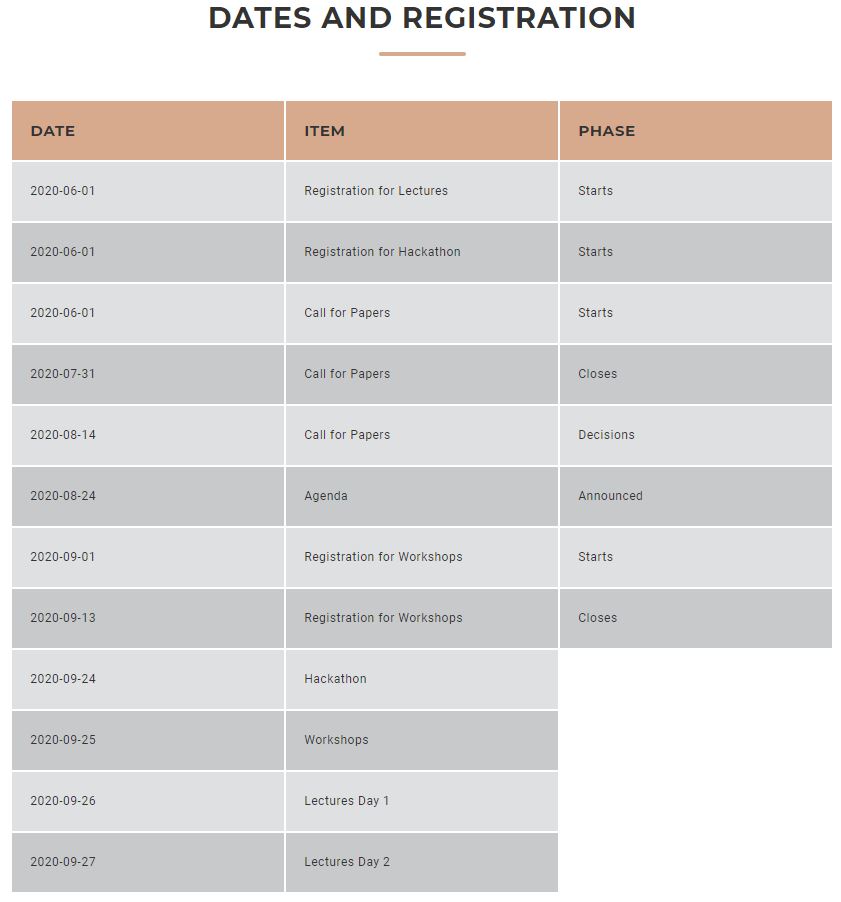 DATES AND REGISTRATION
DATE ITEM PHASE
2020-06-01 Registration for Lectures Starts
2020-06-01 Registration for Hackathon Starts
2020-06-01 Call for Papers Starts
2020-07-31 Call for Papers Closes
2020-08-14 Call for Papers Decisions
2020-08-24 Agenda Announced
2020-09-01 Registration for Workshops Starts
2020-09-13 Registration for Workshops Closes
2020-09-24 Hackathon
2020-09-25 Workshops
2020-09-26 Lectures Day 1
2020-09-27 Lectures Day 2